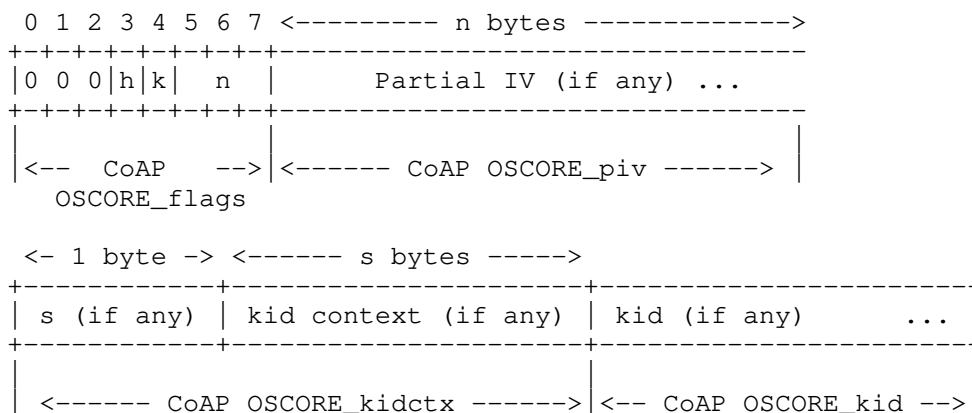 0 1 2 3 4 5 6 7 <--------- n bytes ------------->
+-+-+-+-+-+-+-+-+---------------------------------
|0 0 0|h|k|  n  |      Partial IV (if any) ...
+-+-+-+-+-+-+-+-+---------------------------------
|               |                                |
|<--  CoAP   -->|<------ CoAP OSCORE_piv ------> |
OSCORE_flags
<- 1 byte -> <------ s bytes ----->
+------------+----------------------+-----------------------+
| s (if any) | kid context (if any) | kid (if any)      ...
+------------+----------------------+-----------------------+
|                                   |
| <------ CoAP OSCORE_kidctx ------>|<-- CoAP OSCORE_kid -->